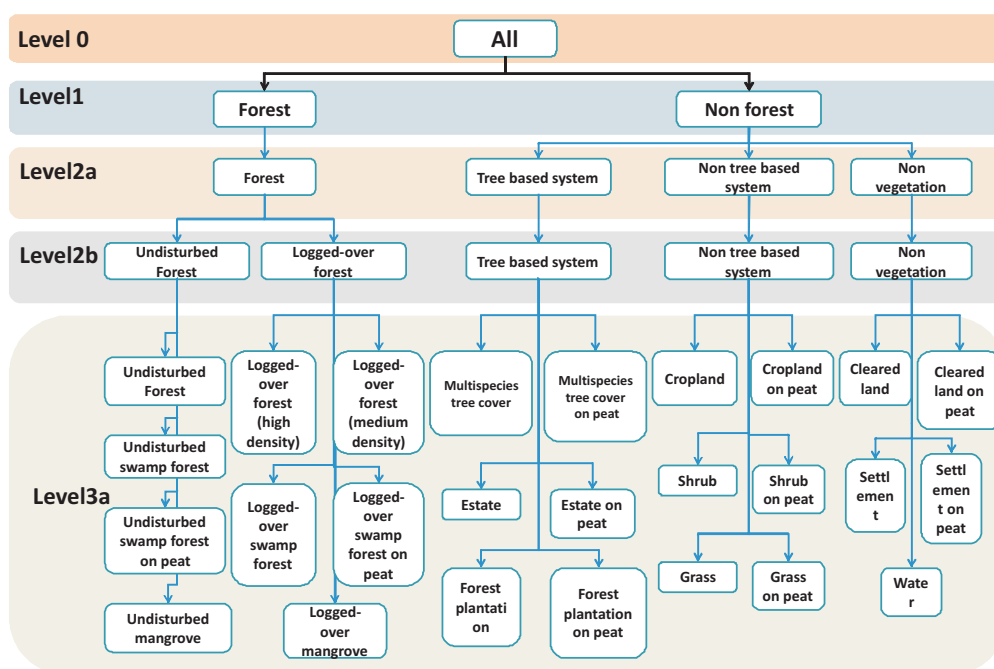 Level 0
All
Level1
Forest
Non forest
Level2a
Forest
Tree based system
Non tree based
system
Non
vegetation
Level2b
Undisturbed
Forest
Logged-over
forest
Tree based system
Non tree based
system
Non
vegetation
Level3a
Undisturbed
Forest
Undisturbed
swamp forest
Undisturbed
swamp forest
on peat
Undisturbed
mangrove
Logged-
over
forest
(high
density)
Logged-
over
forest
(medium
density)
Logged-
over
swamp
forest
Logged-
over
swamp
forest on
peat
Logged-
over
mangrove
Multispecies
tree cover
Multispecies
tree cover
on peat
Estate
Estate on
peat
Forest
plantati
on
Forest
plantation
on peat
Cropland
Cropland
on peat
Shrub
Shrub
on peat
Grass
Grass
on peat
Cleared
land
Cleared
land on
peat
Settl
emen
t
Settl
emen
t on
peat
Wate
r